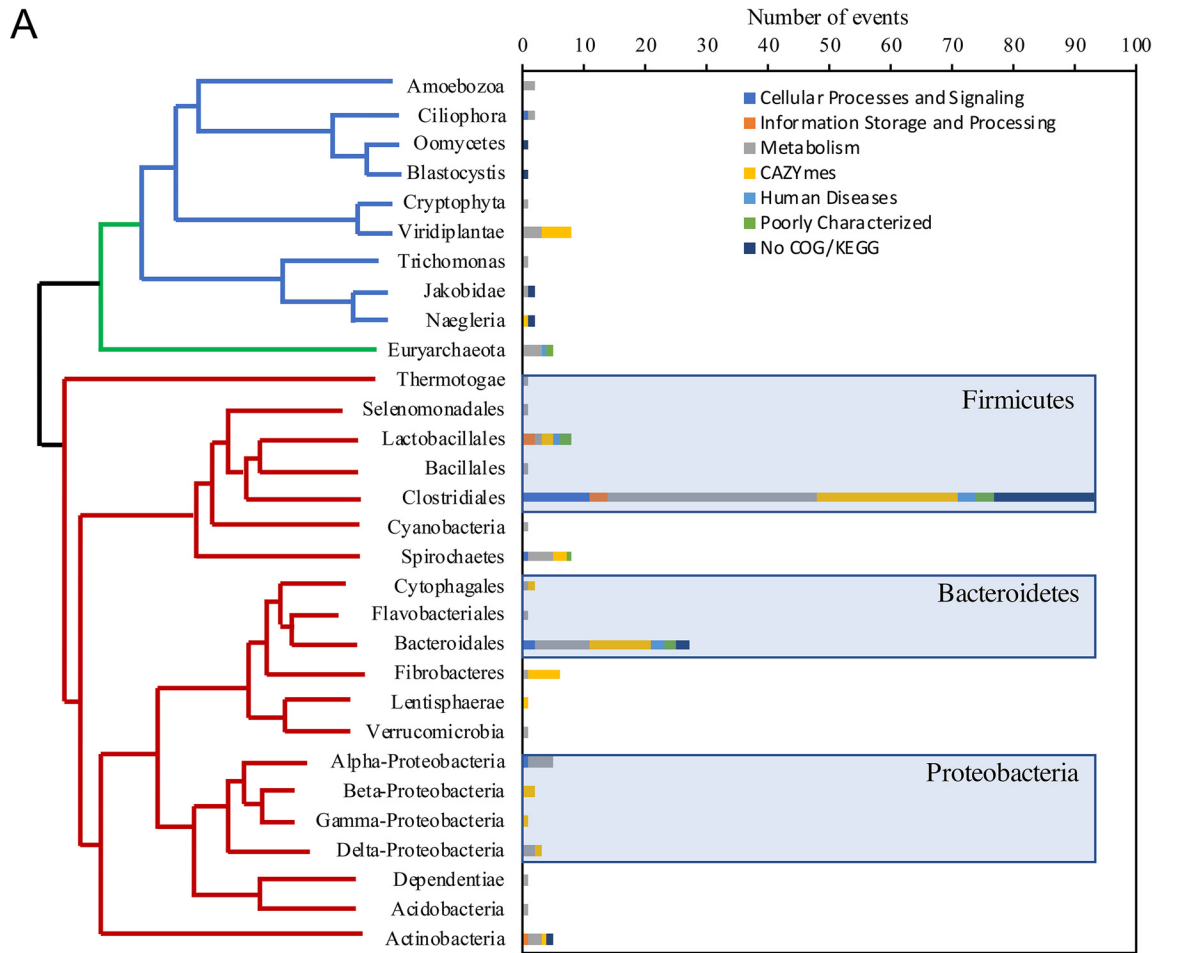 A
Number of events
0 10 20 30 40 50 60 70 80 90 100
Amoebozoa
Ciliophora
Oomycetes
Blastocystis
Cryptophyta
Viridiplantae
Trichomonas
Jakobidae
Naegleria
Euryarchaeota
Thermotogae
Selenomonadales
Lactobacillales
Bacillales
Clostridiales
Cyanobacteria
Spirochaetes
Cytophagales
Flavobacteriales
Bacteroidales
Fibrobacteres
Lentisphaerae
Verrucomicrobia
Alpha-Proteobacteria
Beta-Proteobacteria
Gamma-Proteobacteria
Delta-Proteobacteria
Dependentiae
Acidobacteria
Actinobacteria
Cellular Processes and Signaling
Information Storage and Processing
Metabolism
CAZYmes
Human Diseases
Poorly Characterized
No COG/KEGG
Firmicutes
Bacteroidetes
Proteobacteria